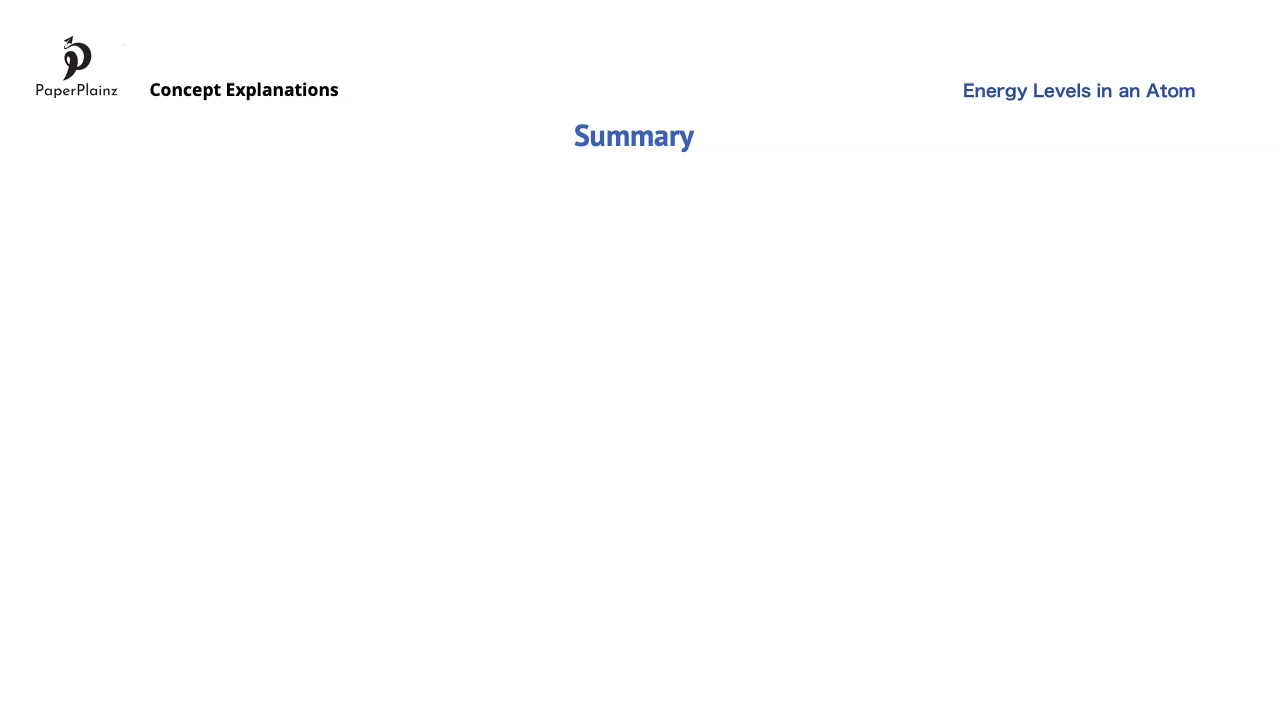 PaperPlainz
Concept Explanations
Energy Levels in an Atom
Summary